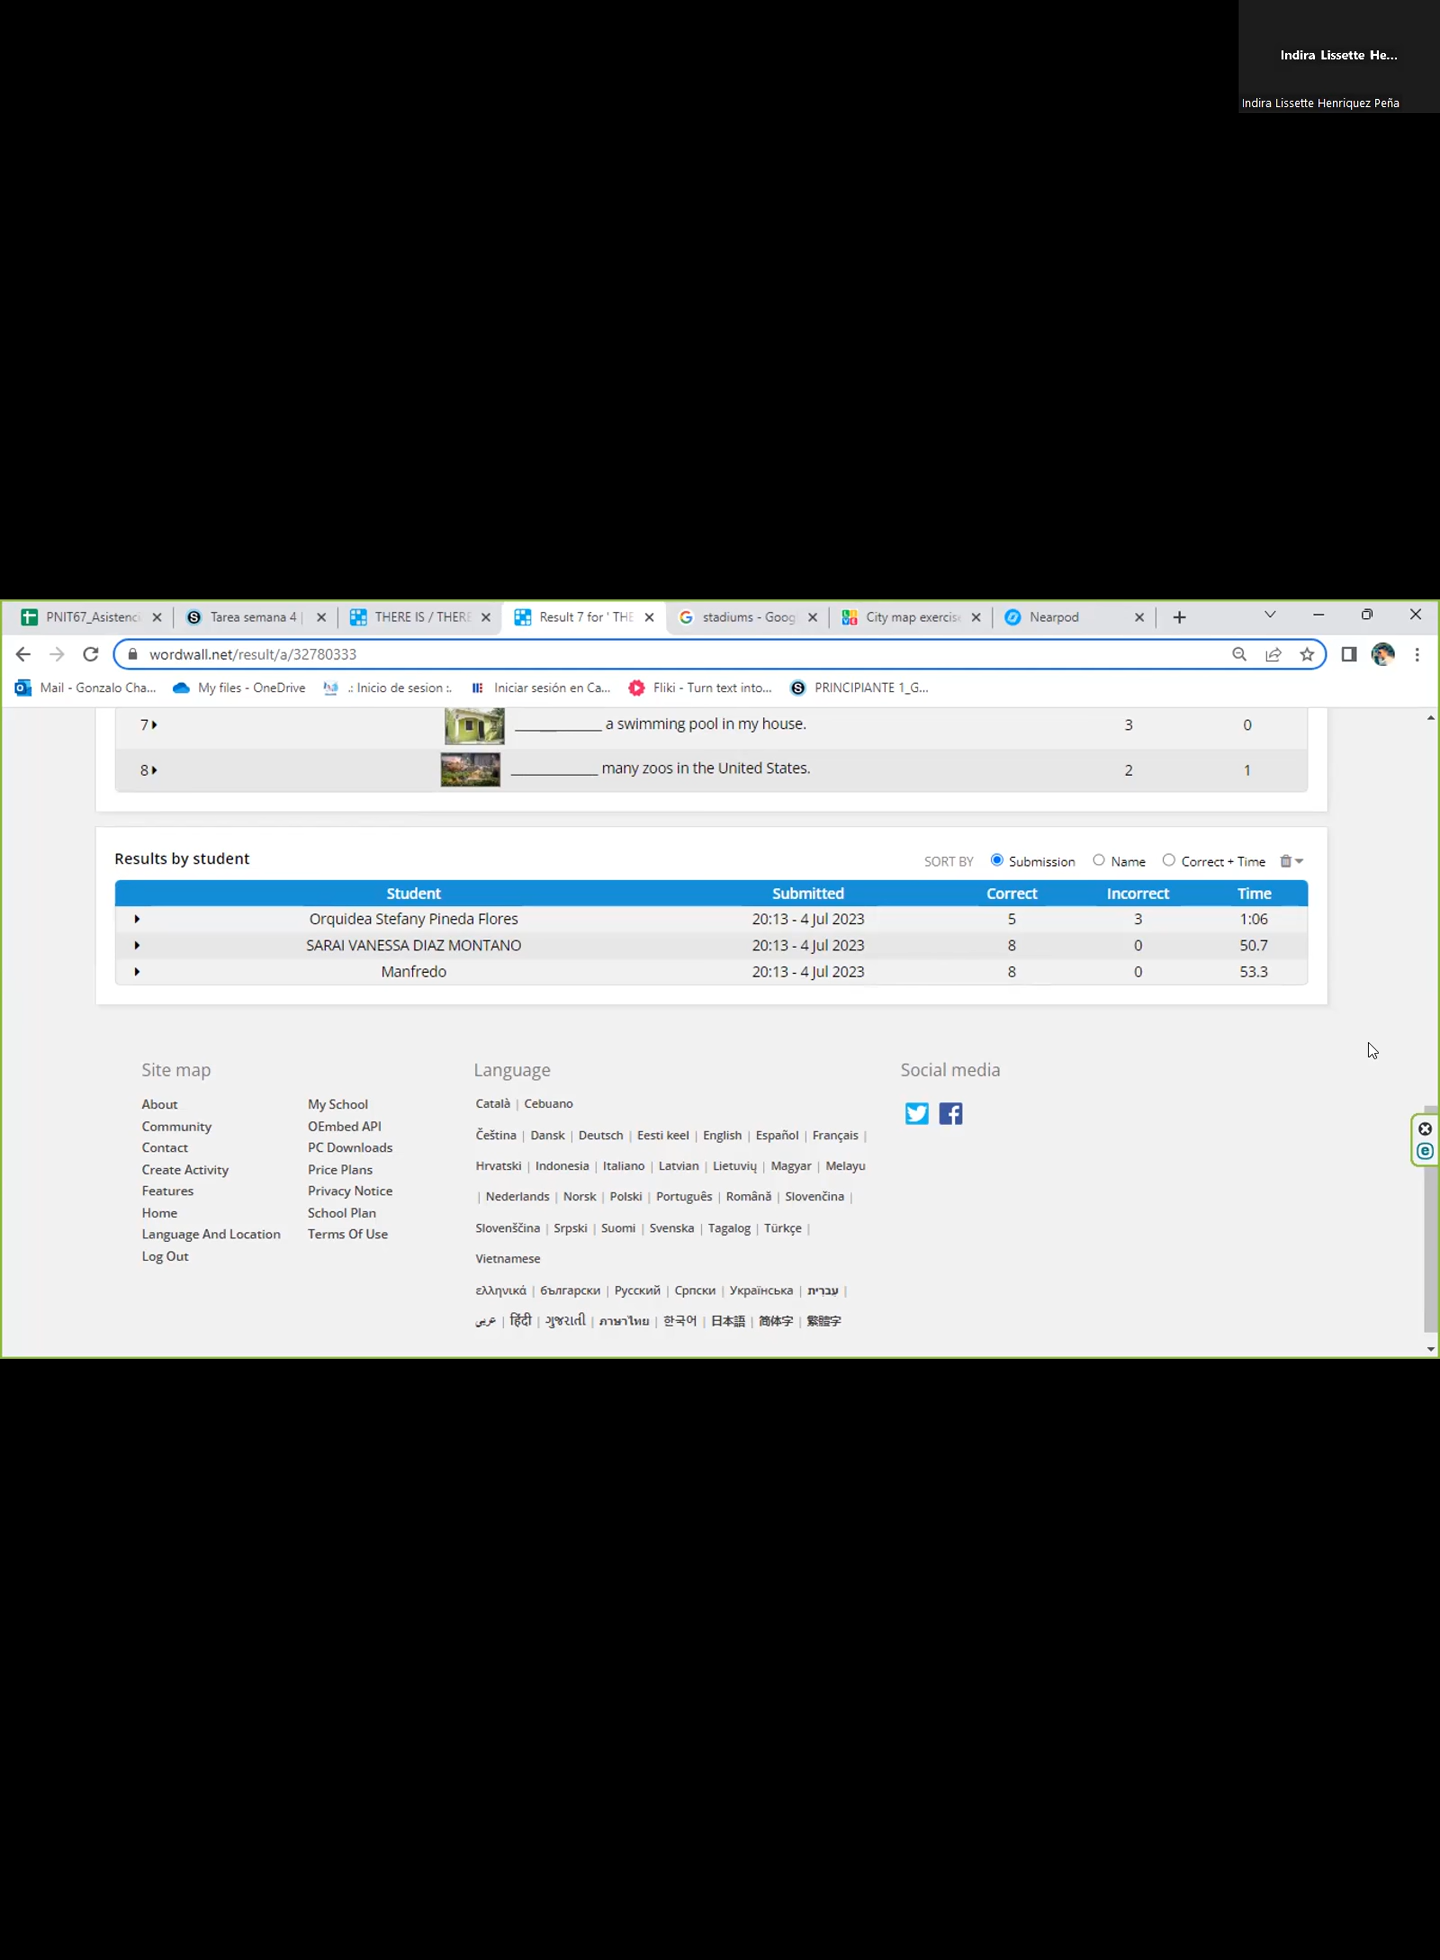 Indira Lissette He...
Indira Lissette Henriquez Peña
PNIT67_Asistenci
Tarea semana 4 |
THERE IS / THERE
Result 7 for ' THE
stadiums - Goog
City map exercise
Nearpod
wordwall.net/result/a/32780333
Mail - Gonzalo Cha...
My files - OneDrive
.: Inicio de sesion :.
Iniciar sesión en Ca...
Fliki - Turn text into...
PRINCIPIANTE 1_G...
7 ____________ a swimming pool in my house. 3 0
8 ____________ many zoos in the United States. 2 1
Results by student SORT BY Submission Name Correct + Time
Student Submitted Correct Incorrect Time
Orquidea Stefany Pineda Flores 20:13 - 4 Jul 2023 5 3 1:06
SARAI VANESSA DIAZ MONTANO 20:13 - 4 Jul 2023 8 0 50.7
Manfredo 20:13 - 4 Jul 2023 8 0 53.3
Site map
About
Community
Contact
Create Activity
Features
Home
Language And Location
Log Out
My School
OEmbed API
PC Downloads
Price Plans
Privacy Notice
School Plan
Terms Of Use
Language
Català | Cebuano
Čeština | Dansk | Deutsch | Eesti keel | English | Español | Français |
Hrvatski | Indonesia | Italiano | Latvian | Lietuvių | Magyar | Melayu
| Nederlands | Norsk | Polski | Português | Română | Slovenčina |
Slovenščina | Srpski | Suomi | Svenska | Tagalog | Türkçe |
Vietnamese
ελληνικά | български | Русский | Српски | Українська | עברית |
عربي | हिंदी | ગુજરાતી | ภาษาไทย | 한국어 | 日本語 | 简体字 | 繁體字
Social media